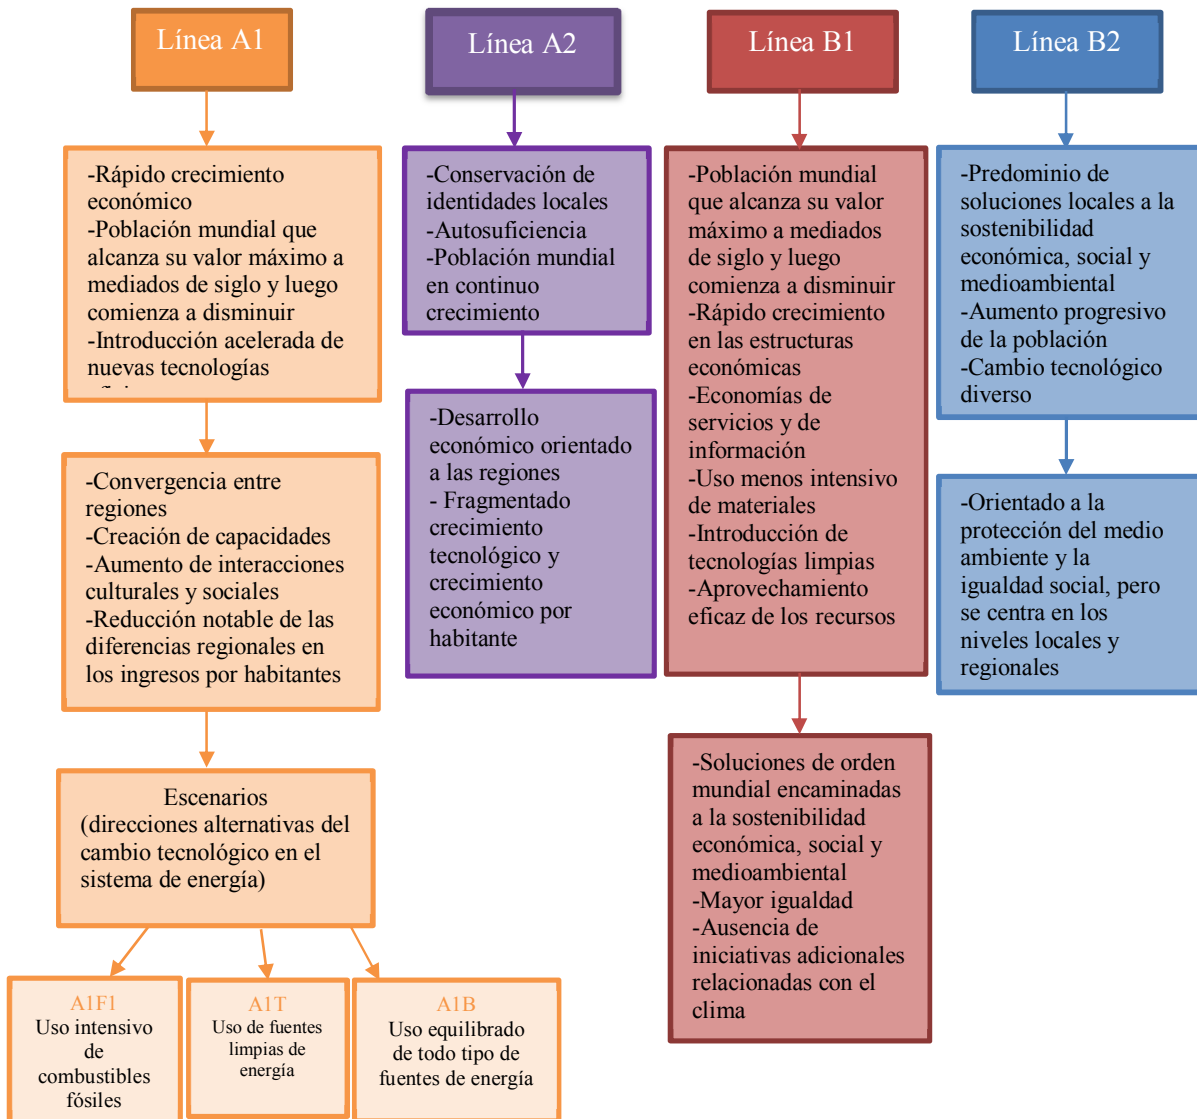 Línea A1
-Rápido crecimiento
económico
-Población mundial que
alcanza su valor máximo a
mediados de siglo y luego
comienza a disminuir
-Introducción acelerada de
nuevas tecnologías
-Convergencia entre
regiones
-Creación de capacidades
-Aumento de interacciones
culturales y sociales
-Reducción notable de las
diferencias regionales en
los ingresos por habitantes
Escenarios
(direcciones alternativas del
cambio tecnológico en el
sistema de energía)
A1F1
Uso intensivo
de
combustibles
fósiles
A1T
Uso de fuentes
limpias de
energía
A1B
Uso equilibrado
de todo tipo de
fuentes de energía
Línea A2
-Conservación de
identidades locales
-Autosuficiencia
-Población mundial
en continuo
crecimiento
-Desarrollo
económico orientado
a las regiones
- Fragmentado
crecimiento
tecnológico y
crecimiento
económico por
habitante
Línea B1
-Población mundial
que alcanza su valor
máximo a mediados
de siglo y luego
comienza a disminuir
-Rápido crecimiento
en las estructuras
económicas
-Economías de
servicios y de
información
-Uso menos intensivo
de materiales
-Introducción de
tecnologías limpias
-Aprovechamiento
eficaz de los recursos
-Soluciones de orden
mundial encaminadas
a la sostenibilidad
económica, social y
medioambiental
-Mayor igualdad
-Ausencia de
iniciativas adicionales
relacionadas con el
clima
Línea B2
-Predominio de
soluciones locales a la
sostenibilidad
económica, social y
medioambiental
-Aumento progresivo
de la población
-Cambio tecnológico
diverso
-Orientado a la
protección del medio
ambiente y la
igualdad social, pero
se centra en los
niveles locales y
regionales